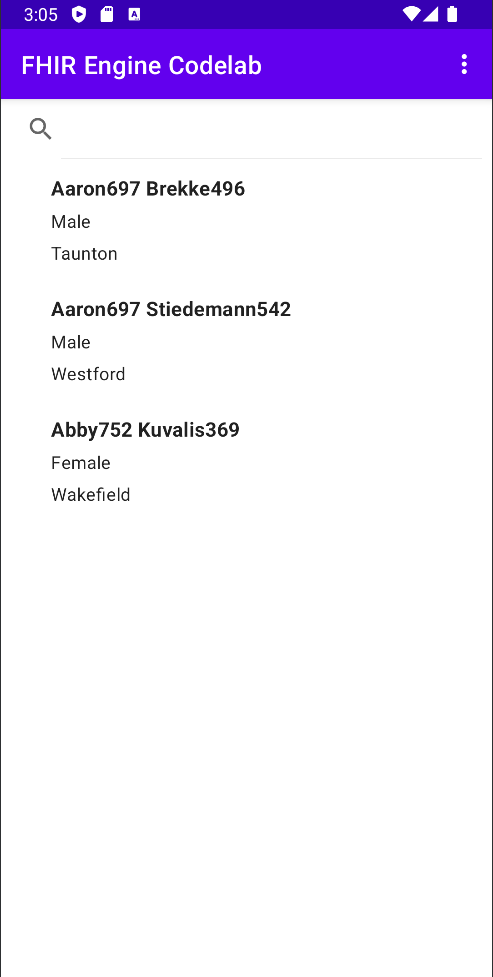 3:05
FHIR Engine Codelab
Aaron697 Brekke496
Male
Taunton
Aaron697 Stiedemann542
Male
Westford
Abby752 Kuvalis369
Female
Wakefield